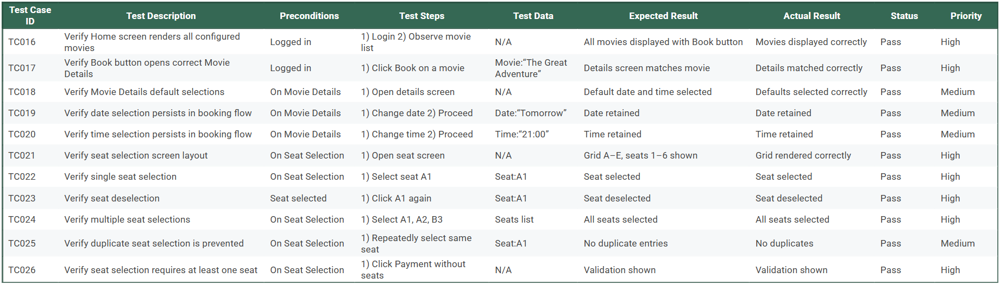 Test Case ID Test Description Preconditions Test Steps Test Data Expected Result Actual Result Status Priority
TC016 Verify Home screen renders all configured movies Logged in 1) Login 2) Observe movie list N/A All movies displayed with Book button Movies displayed correctly Pass High
TC017 Verify Book button opens correct Movie Details Logged in 1) Click Book on a movie Movie:“The Great Adventure” Details screen matches movie Details matched correctly Pass High
TC018 Verify Movie Details default selections On Movie Details 1) Open details screen N/A Default date and time selected Defaults selected correctly Pass Medium
TC019 Verify date selection persists in booking flow On Movie Details 1) Change date 2) Proceed Date:“Tomorrow” Date retained Date retained Pass Medium
TC020 Verify time selection persists in booking flow On Movie Details 1) Change time 2) Proceed Time:“21:00” Time retained Time retained Pass Medium
TC021 Verify seat selection screen layout On Seat Selection 1) Open seat screen N/A Grid A–E, seats 1–6 shown Grid rendered correctly Pass High
TC022 Verify single seat selection On Seat Selection 1) Select seat A1 Seat:A1 Seat selected Seat selected Pass High
TC023 Verify seat deselection Seat selected 1) Click A1 again Seat:A1 Seat deselected Seat deselected Pass High
TC024 Verify multiple seat selections On Seat Selection 1) Select A1, A2, B3 Seats list All seats selected All seats selected Pass High
TC025 Verify duplicate seat selection is prevented On Seat Selection 1) Repeatedly select same seat Seat:A1 No duplicate entries No duplicates Pass Medium
TC026 Verify seat selection requires at least one seat On Seat Selection 1) Click Payment without seats N/A Validation shown Validation shown Pass High